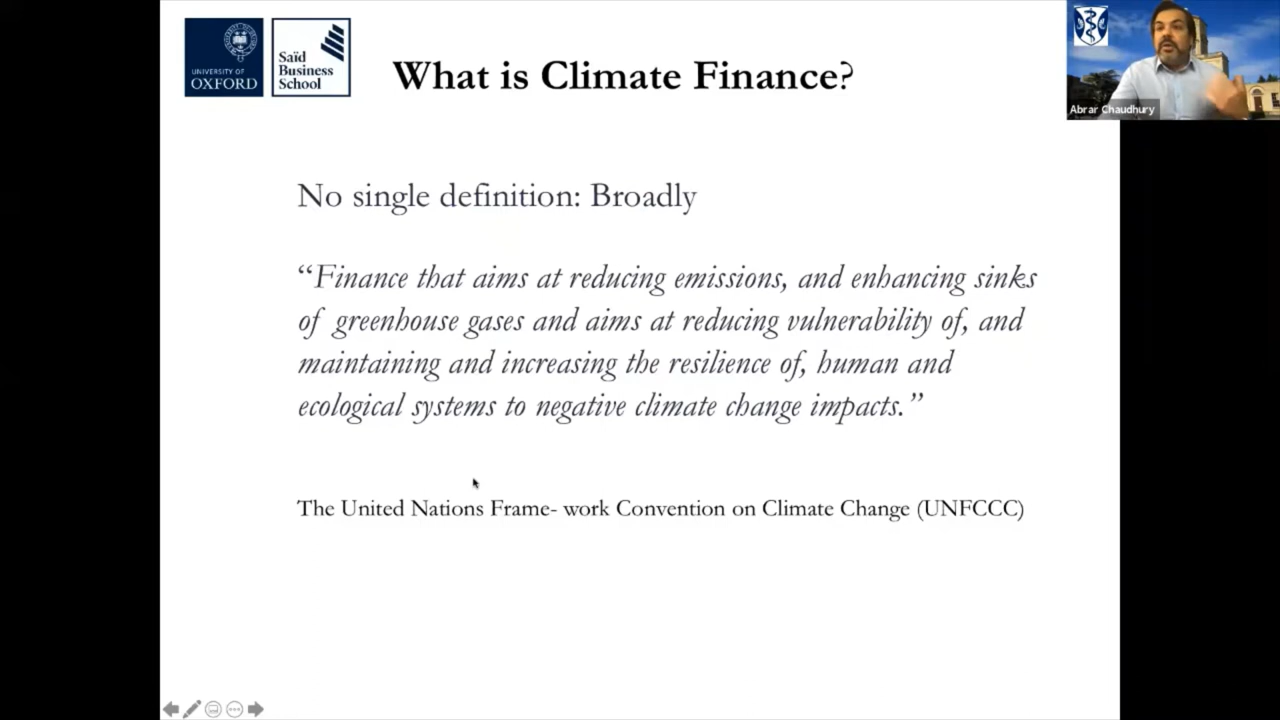 UNIVERSITY OF
OXFORD
Saïd
Business
School
What is Climate Finance?
Abrar Chaudhury
No single definition: Broadly
“Finance that aims at reducing emissions, and enhancing sinks
of greenhouse gases and aims at reducing vulnerability of, and
maintaining and increasing the resilience of, human and
ecological systems to negative climate change impacts.”
The United Nations Frame- work Convention on Climate Change (UNFCCC)